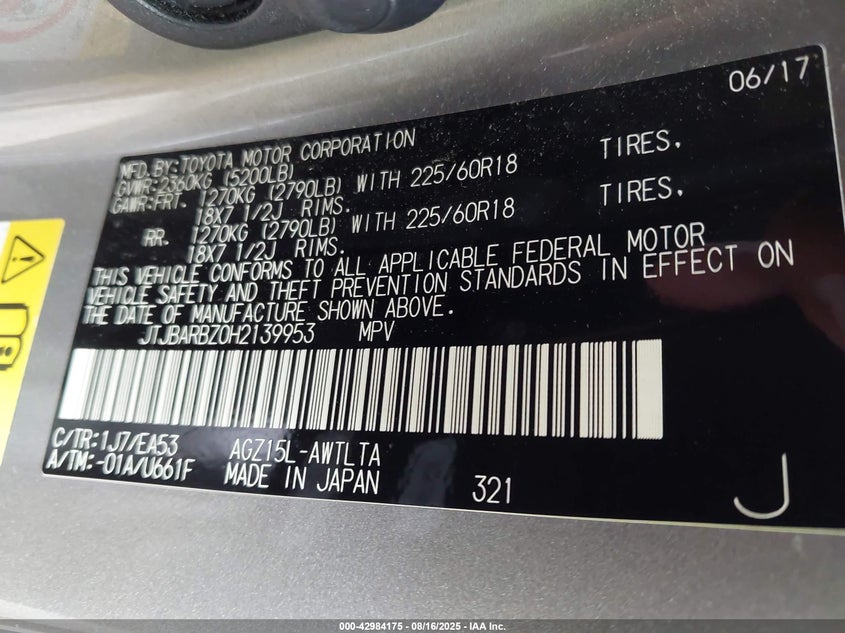 06/17
MFD.BY:TOYOTA MOTOR CORPORATION
GVWR:2360KG (5200LB)
GAWR:FRT. 1270KG (2790LB) WITH 225/60R18 TIRES,
18X7 1/2J RIMS.
RR. 1270KG (2790LB) WITH 225/60R18 TIRES,
18X7 1/2J RIMS.
THIS VEHICLE CONFORMS TO ALL APPLICABLE FEDERAL MOTOR
VEHICLE SAFETY AND THEFT PREVENTION STANDARDS IN EFFECT ON
THE DATE OF MANUFACTURE SHOWN ABOVE.
JTJBARBZ0H2139953 MPV
C/TR:1J7/EA53 AGZ15L-AWTLTA
A/TM:-01A/U661F MADE IN JAPAN 321 J
000-42984175 - 08/16/2025 - IAA Inc.